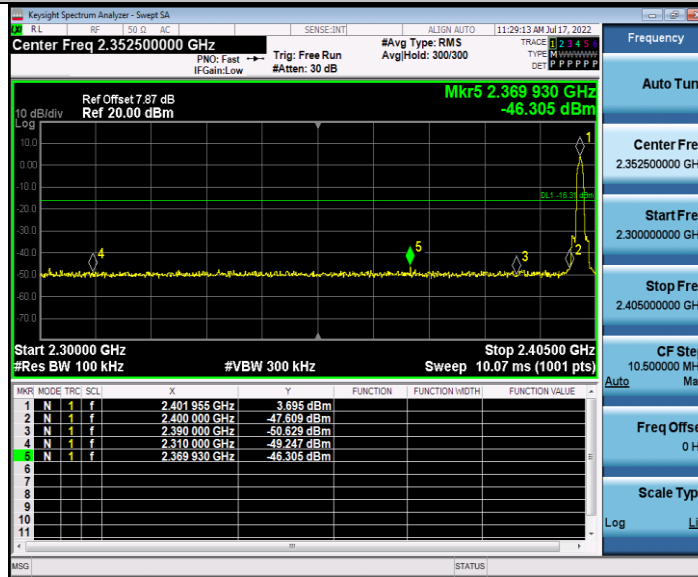 Keysight Spectrum Analyzer - Swept SA
RL RF 50 Ω AC SENSE:INT ALIGN AUTO 11:29:13 AM Jul 17, 2022
Center Freq 2.352500000 GHz
PNO: Fast
IFGain:Low
Trig: Free Run
#Atten: 30 dB
#Avg Type: RMS
Avg|Hold: 300/300
TRACE 1 2 3 4 5 6
TYPE M W W W W W
DET P P P P P P
Ref Offset 7.87 dB
10 dB/div Ref 20.00 dBm
Log
Mkr5 2.369 930 GHz
-46.305 dBm
10.0
0.00
-10.0
-20.0
-30.0
-40.0
-50.0
-60.0
-70.0
DL1 -16.31 dBm
1
2
3
4
5
Start 2.30000 GHz Stop 2.40500 GHz
#Res BW 100 kHz #VBW 300 kHz Sweep 10.07 ms (1001 pts)
MKR MODE TRC SCL X Y FUNCTION FUNCTION WIDTH FUNCTION VALUE
1 N 1 f 2.401 955 GHz 3.695 dBm
2 N 1 f 2.400 000 GHz -47.609 dBm
3 N 1 f 2.390 000 GHz -50.629 dBm
4 N 1 f 2.310 000 GHz -49.247 dBm
5 N 1 f 2.369 930 GHz -46.305 dBm
6
7
8
9
10
11
MSG STATUS
Frequency
Auto Tun
Center Fre
2.352500000 GH
Start Fre
2.300000000 GH
Stop Fre
2.405000000 GH
CF Ste
10.500000 MH
Auto Ma
Freq Offse
0 H
Scale Typ
Log Li